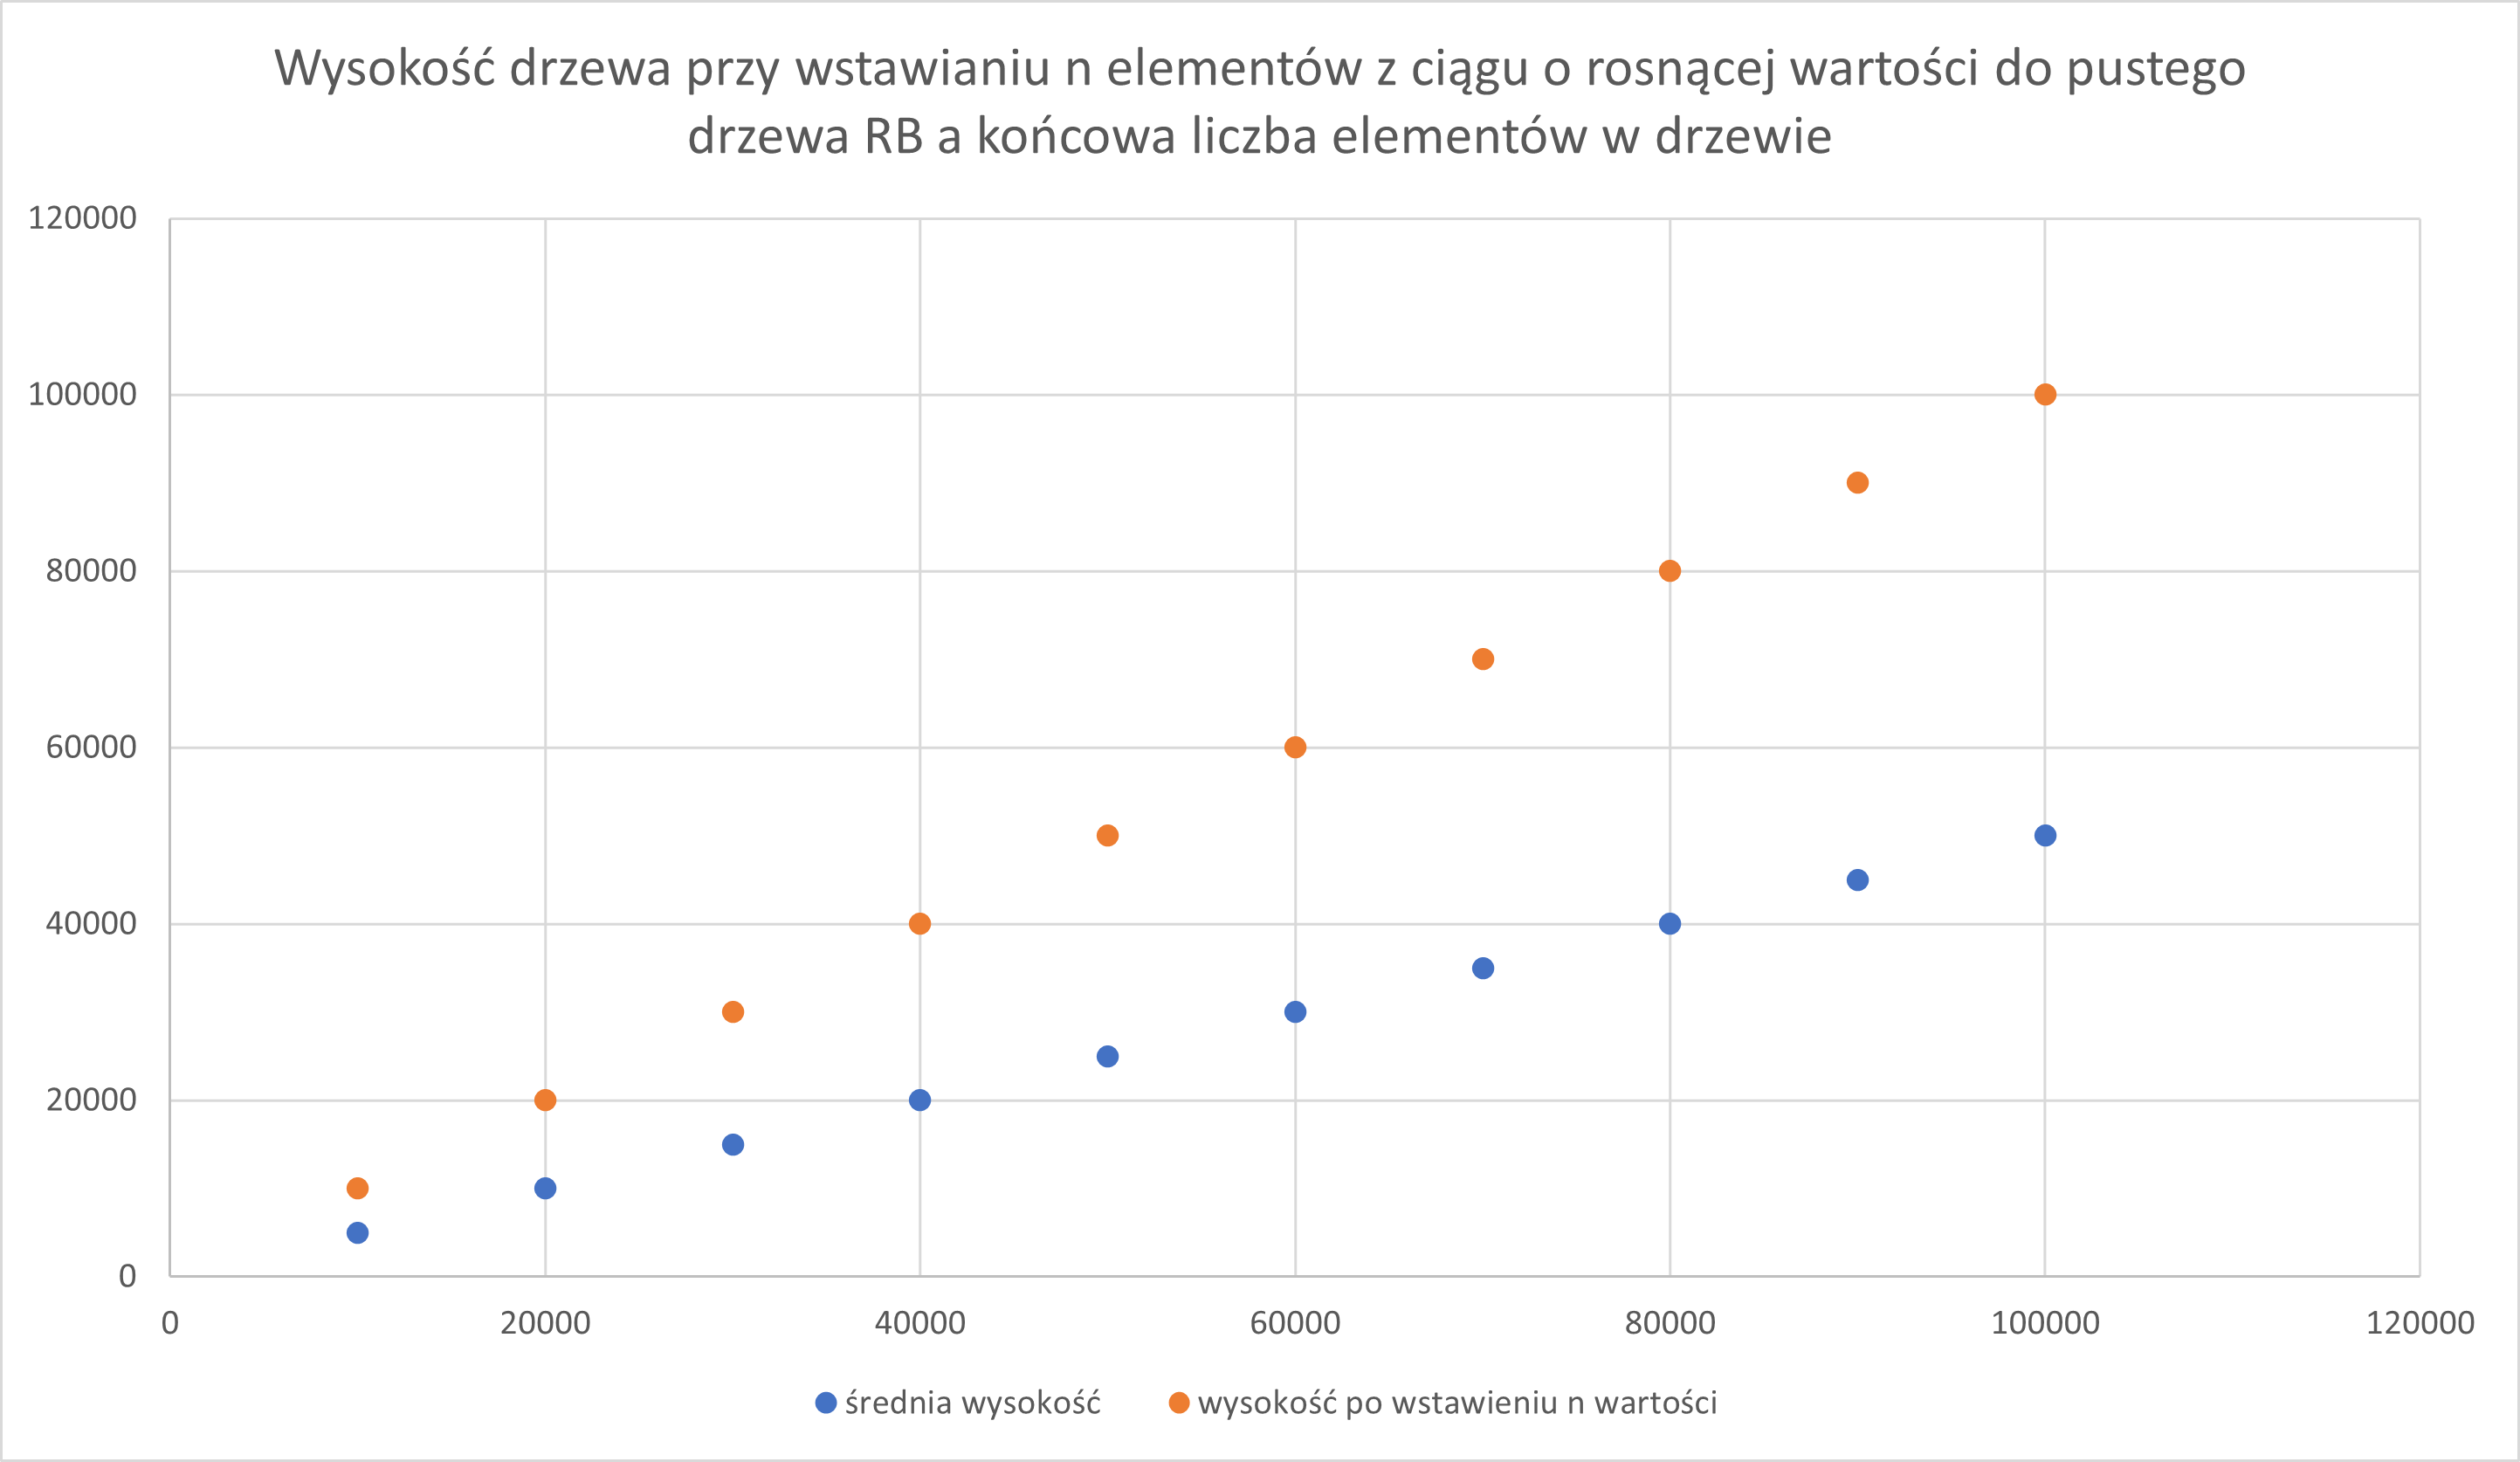 Wysokość drzewa przy wstawianiu n elementów z ciągu o rosnącej wartości do pustego
drzewa RB a końcowa liczba elementów w drzewie
120000
100000
80000
60000
40000
20000
0
0 20000 40000 60000 80000 100000 120000
średnia wysokość wysokość po wstawieniu n wartości